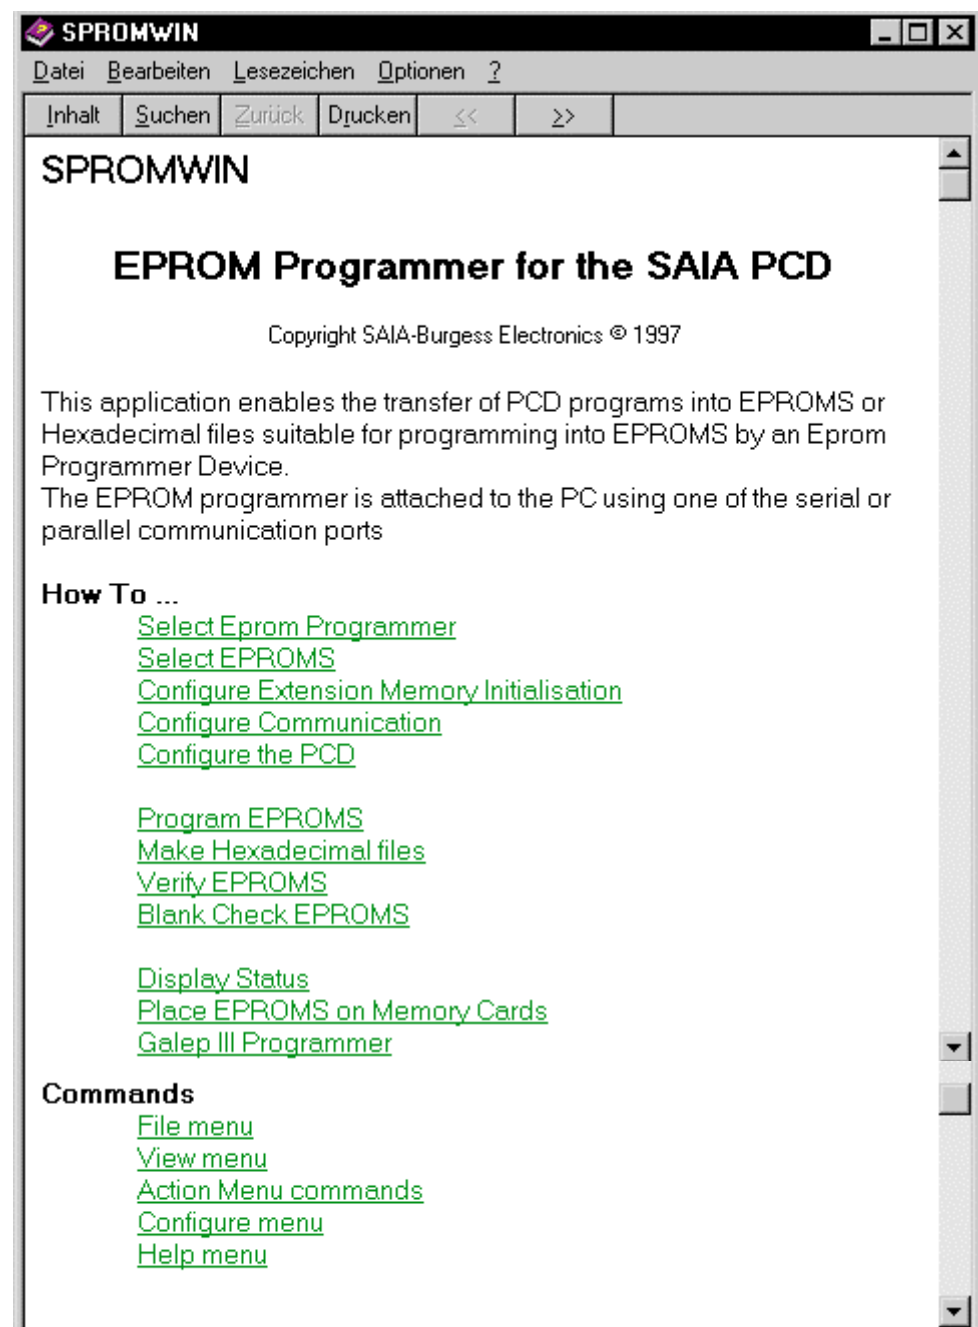 SPROMWIN
Datei Bearbeiten Lesezeichen Optionen ?
Inhalt Suchen Zurück Drucken << >>
SPROMWIN
EPROM Programmer for the SAIA PCD
Copyright SAIA-Burgess Electronics © 1997
This application enables the transfer of PCD programs into EPROMS or
Hexadecimal files suitable for programming into EPROMS by an Eprom
Programmer Device.
The EPROM programmer is attached to the PC using one of the serial or
parallel communication ports
How To ...
Select Eprom Programmer
Select EPROMS
Configure Extension Memory Initialisation
Configure Communication
Configure the PCD
Program EPROMS
Make Hexadecimal files
Verify EPROMS
Blank Check EPROMS
Display Status
Place EPROMS on Memory Cards
Galep III Programmer
Commands
File menu
View menu
Action Menu commands
Configure menu
Help menu